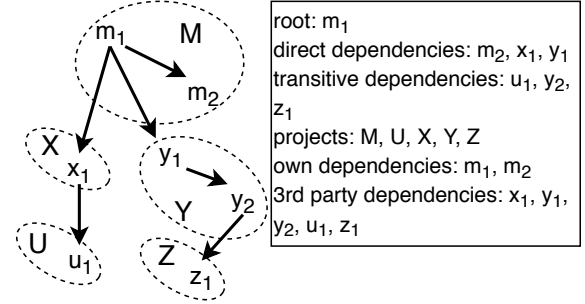 m₁
M
m₂
X
x₁
y₁
y₂
Y
U
u₁
Z
z₁
root: m₁
direct dependencies: m₂, x₁, y₁
transitive dependencies: u₁, y₂,
z₁
projects: M, U, X, Y, Z
own dependencies: m₁, m₂
3rd party dependencies: x₁, y₁,
y₂, u₁, z₁